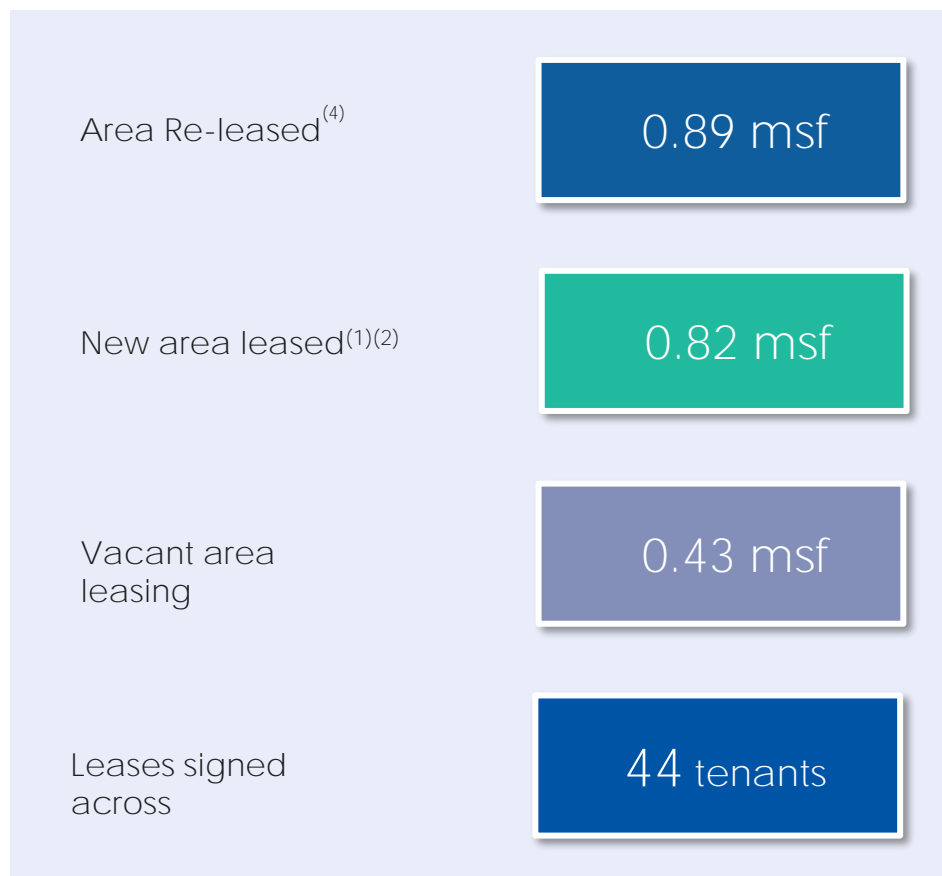 Area Re-leased(4)
0.89 msf
New area leased(1)(2)
0.82 msf
Vacant area
leasing
0.43 msf
Leases signed
across
44 tenants